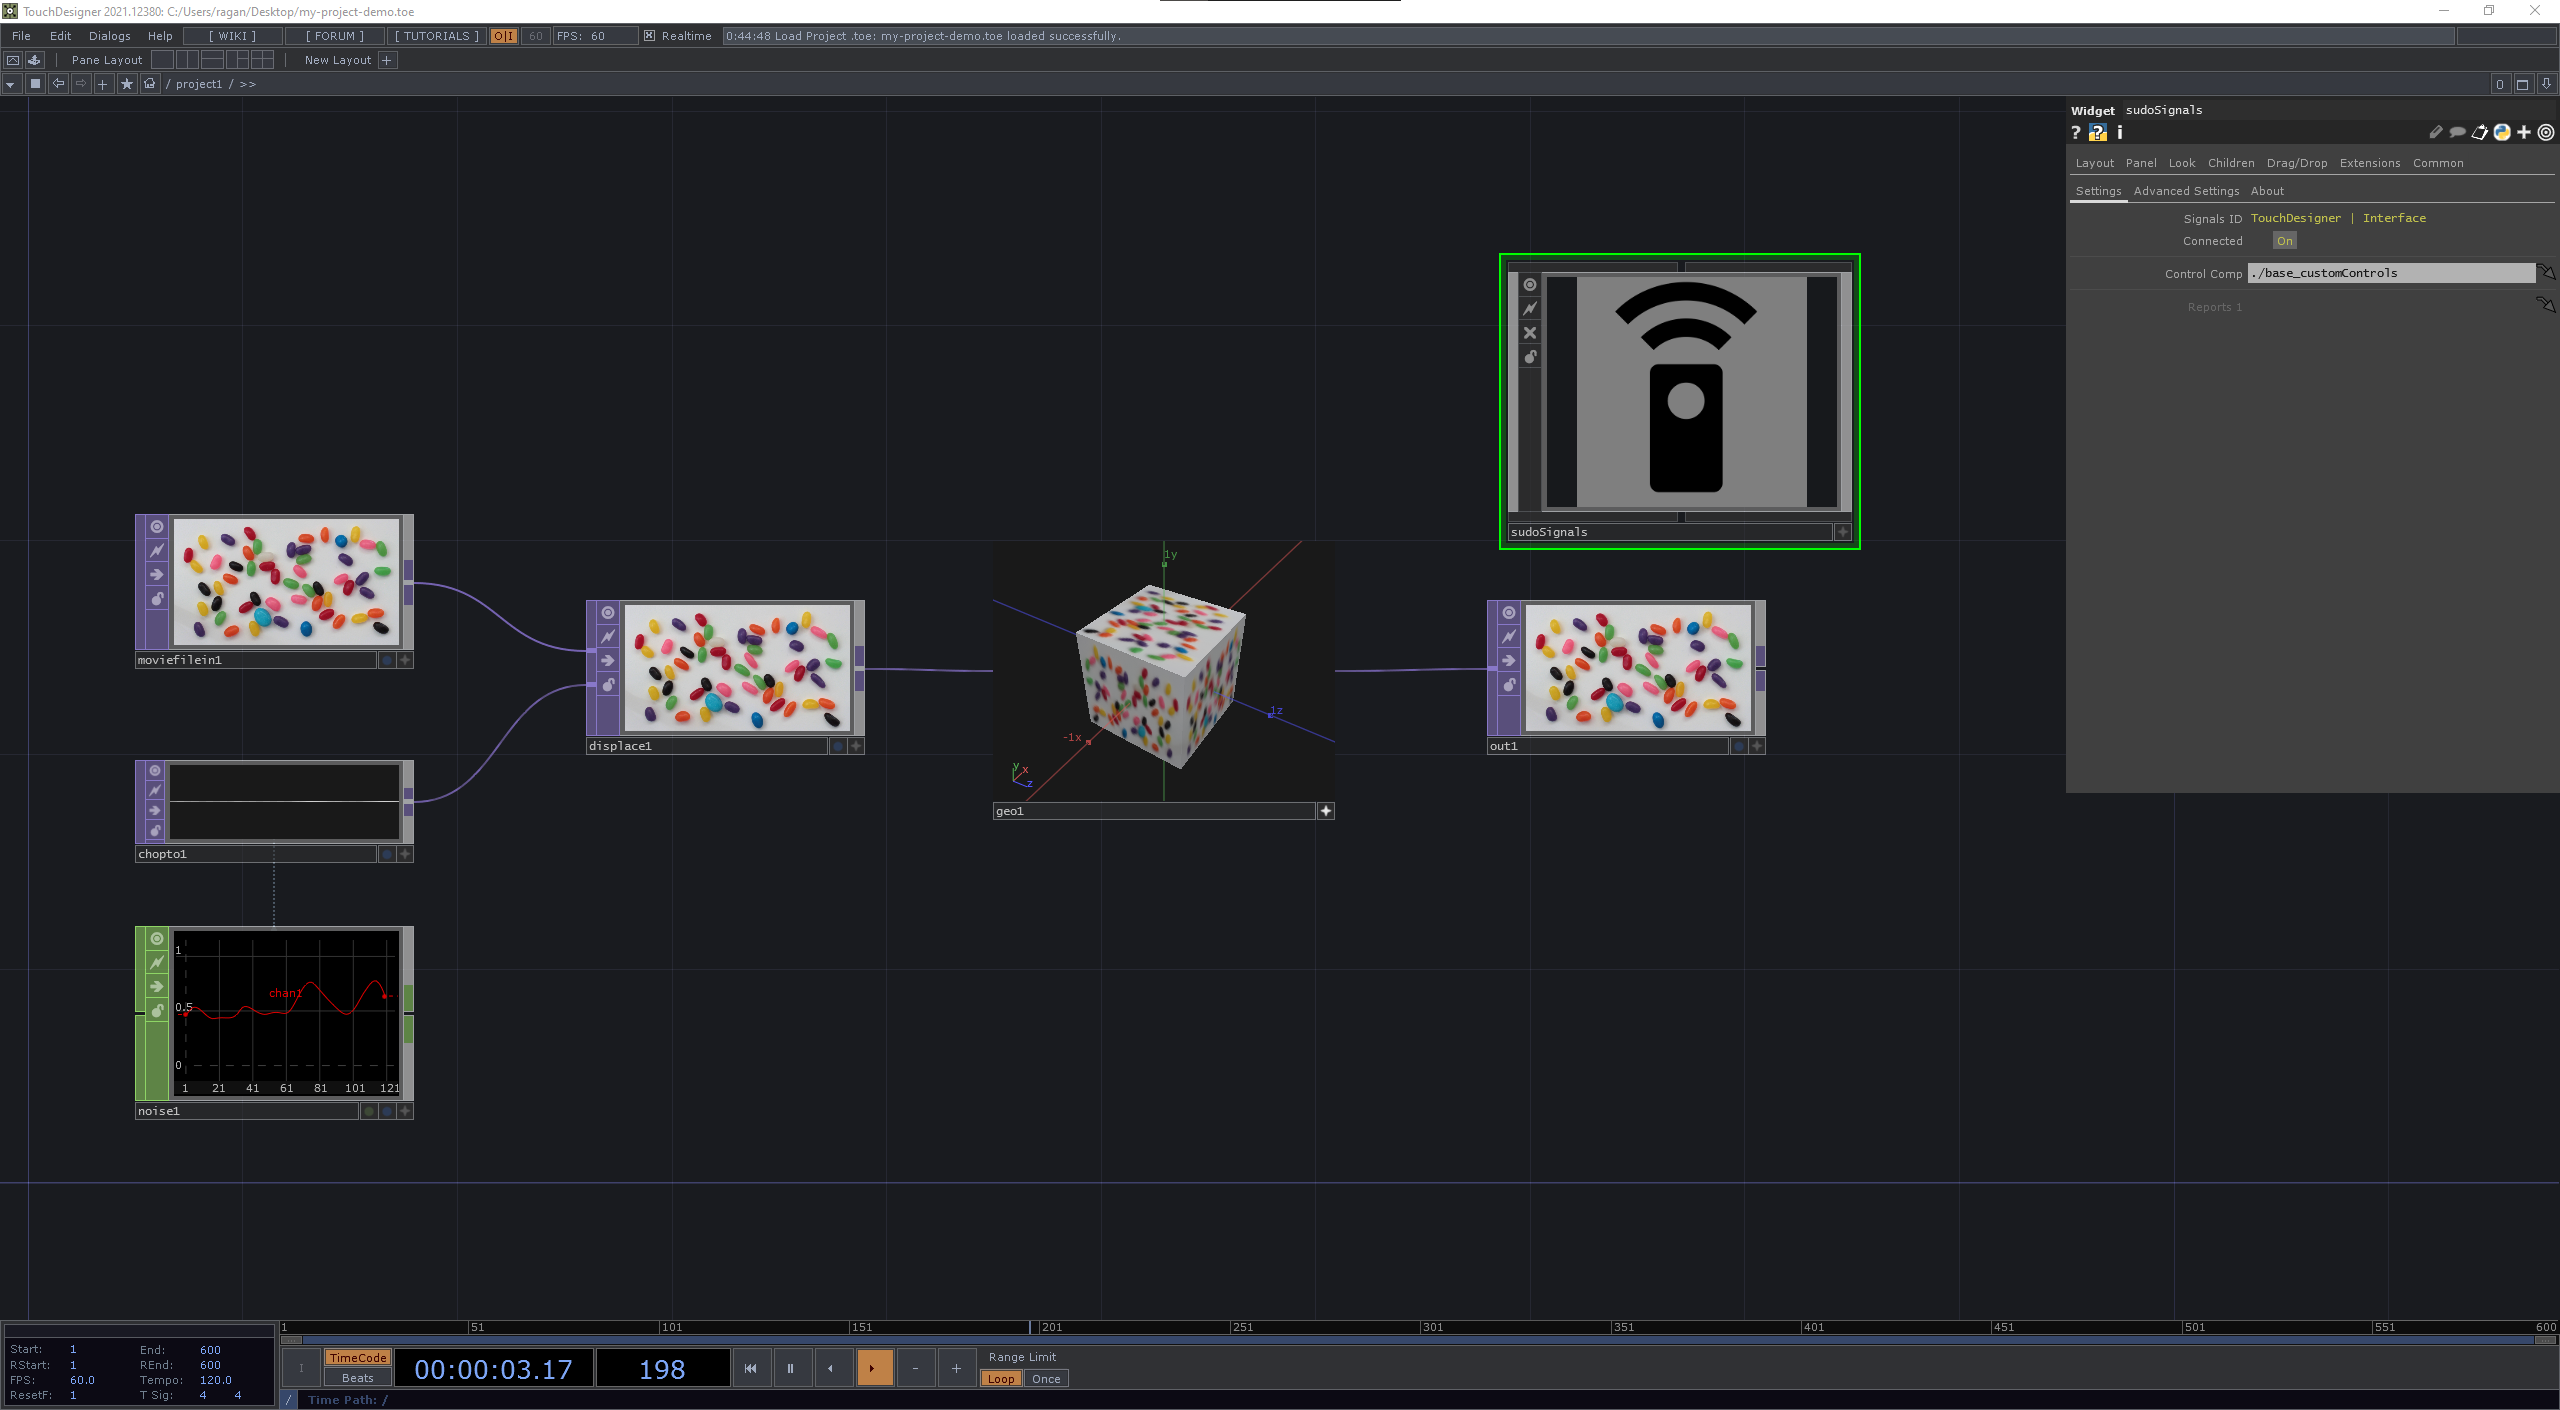 TouchDesigner 2021.12380: C:/Users/ragan/Desktop/my-project-demo.toe
File Edit Dialogs Help [ WIKI ] [ FORUM ] [ TUTORIALS ] O|I 60 FPS: 60 Realtime 0:44:48 Load Project .toe: my-project-demo.toe loaded successfully.
Pane Layout New Layout +
/ project1 / >> 0
Widget sudoSignals
? ? i
Layout Panel Look Children Drag/Drop Extensions Common
Settings Advanced Settings About
Signals ID TouchDesigner | Interface
Connected On
Control Comp ./base_customControls
Reports 1
sudoSignals
moviefilein1
displace1
out1
1y
-1x
1z
y
x
z
geo1
chopto1
1
chan1
0.5
0
1 21 41 61 81 101 121
noise1
1 51 101 151 201 251 301 351 401 451 501 551 600
Start: 1 End: 600
RStart: 1 REnd: 600
FPS: 60.0 Tempo: 120.0
ResetF: 1 T Sig: 4 4
I TimeCode 00:00:03.17 198 - + Range Limit
Beats Loop Once
/ Time Path: /